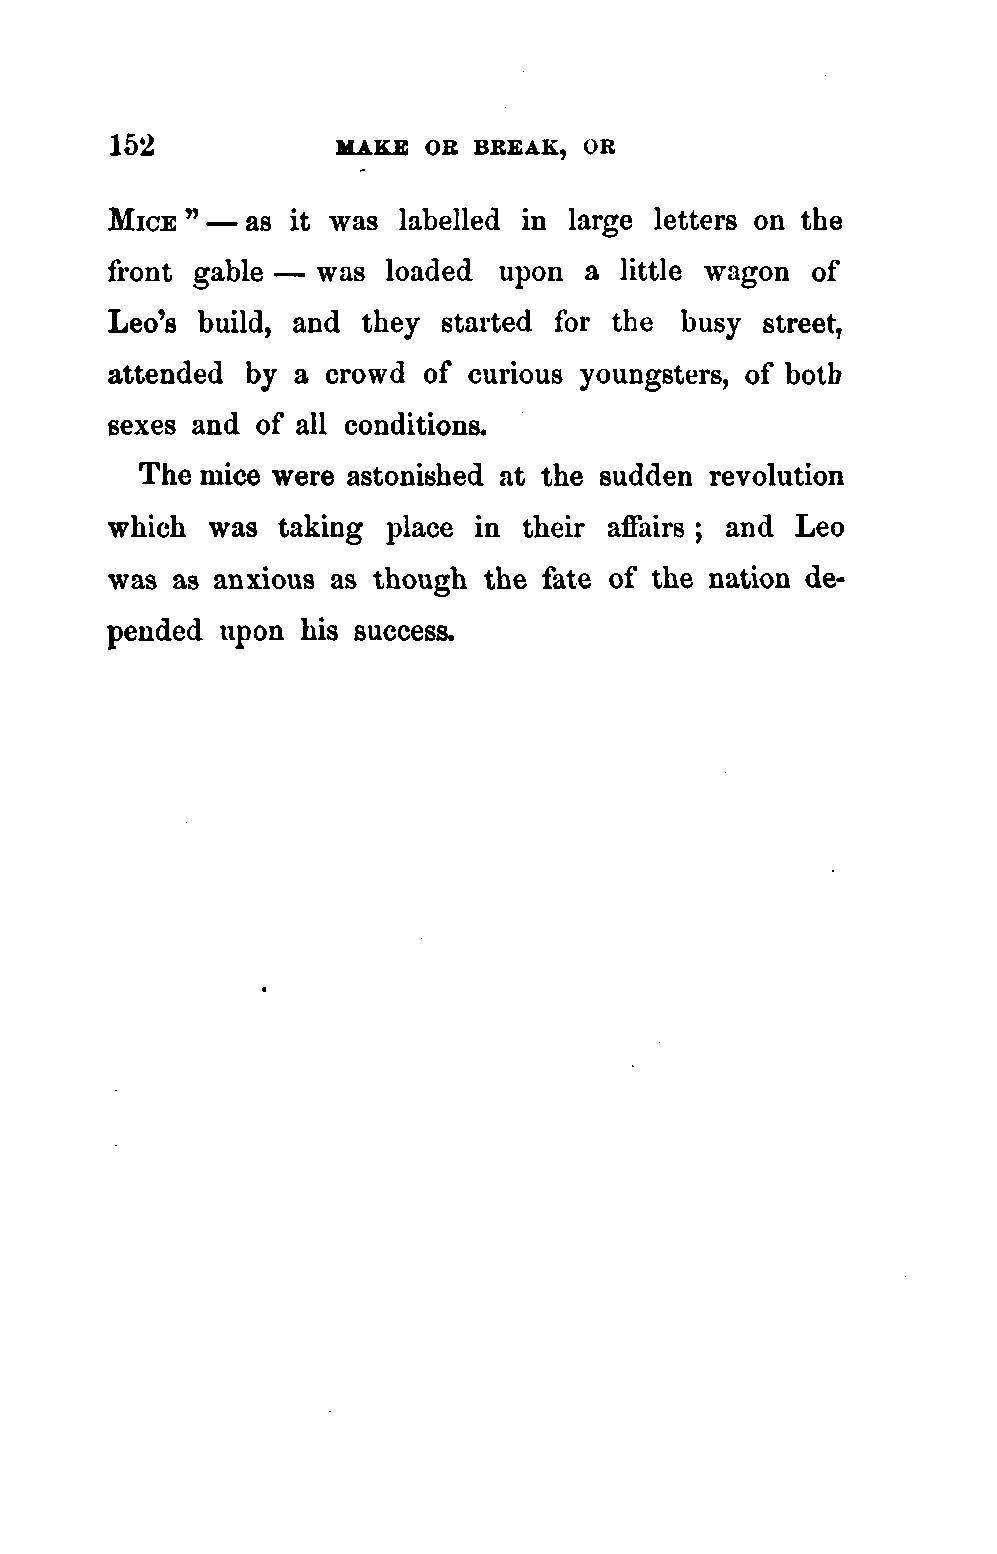 152 MAKE OR BREAK, OR
MICE " — as it was labelled in large letters on the
front gable — was loaded upon a little wagon of
Leo's build, and they started for the busy street,
attended by a crowd of curious youngsters, of both
sexes and of all conditions.
The mice were astonished at the sudden revolution
which was taking place in their affairs ; and Leo
was as anxious as though the fate of the nation de-
pended upon his success.